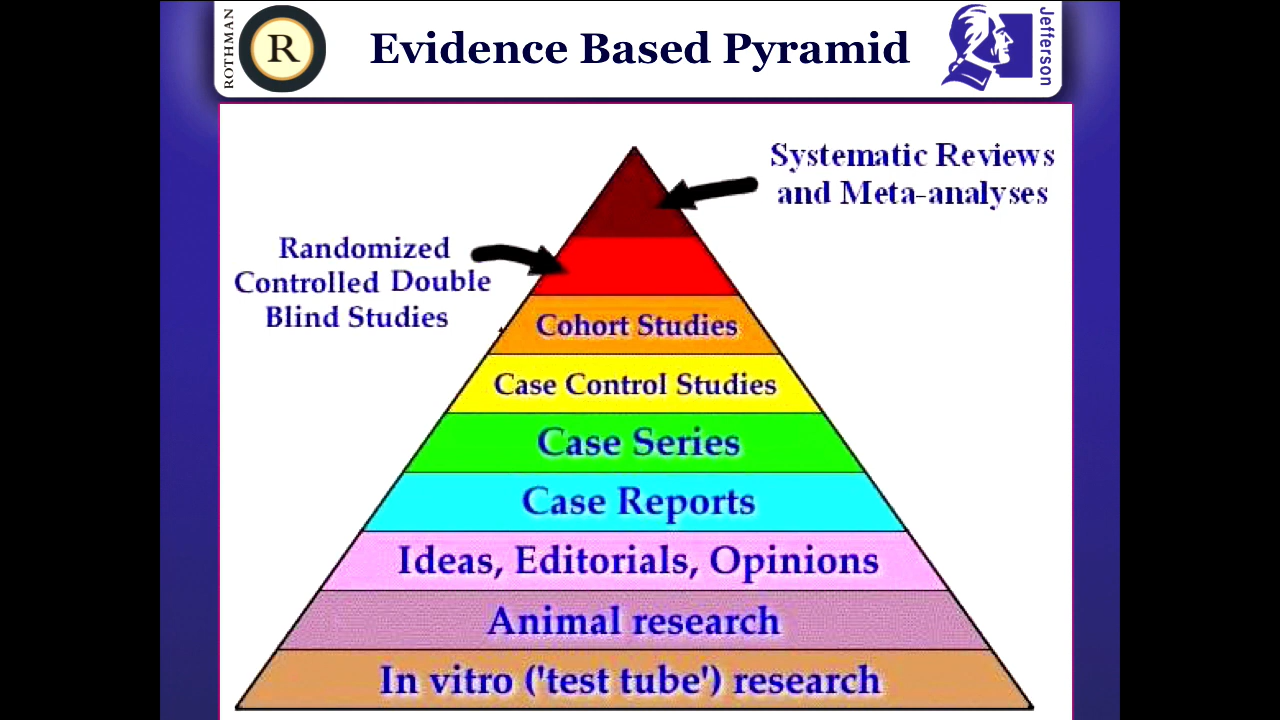 ROTHMAN
R
Evidence Based Pyramid
Jefferson
Systematic Reviews
and Meta-analyses
Randomized
Controlled Double
Blind Studies
Cohort Studies
Case Control Studies
Case Series
Case Reports
Ideas, Editorials, Opinions
Animal research
In vitro ('test tube') research